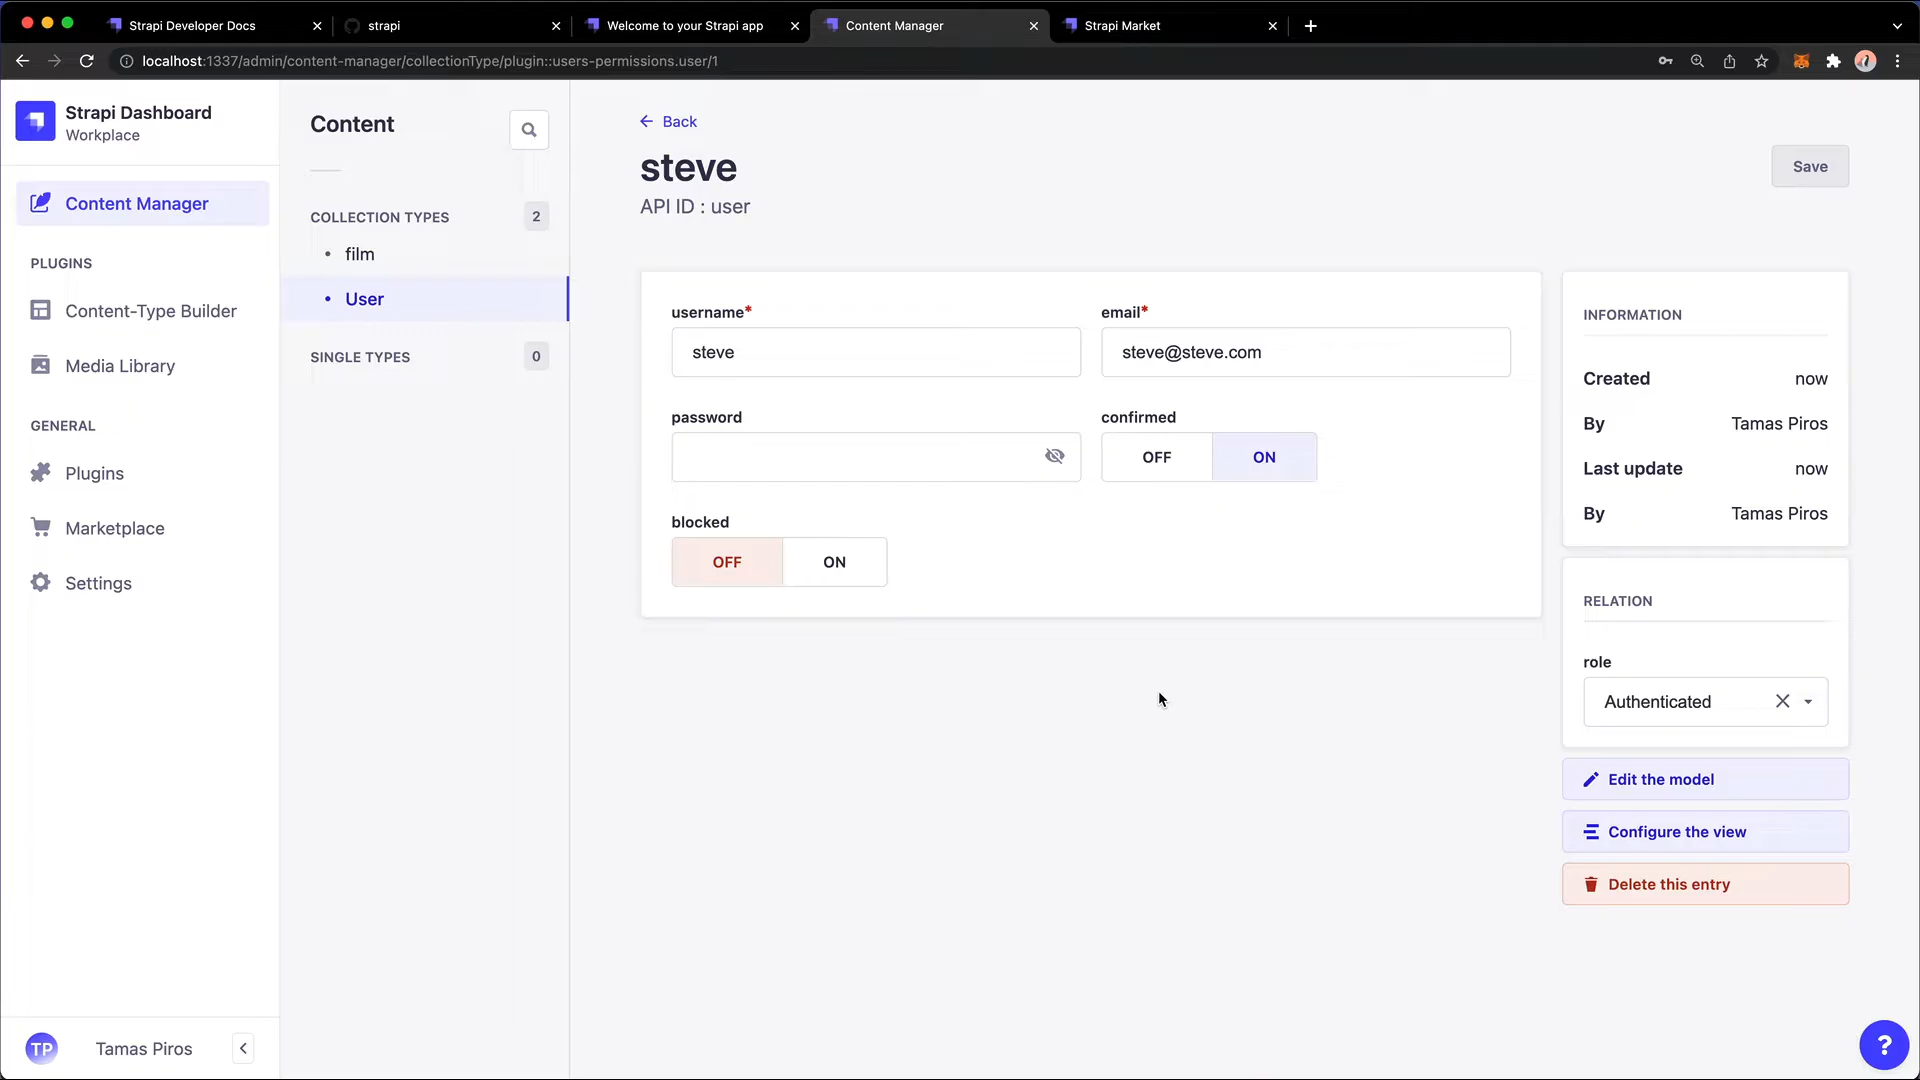 Strapi Developer Docs
strapi
Welcome to your Strapi app
Content Manager
Strapi Market
localhost:1337/admin/content-manager/collectionType/plugin::users-permissions.user/1
Strapi Dashboard
Workplace
Content Manager
PLUGINS
Content-Type Builder
Media Library
GENERAL
Plugins
Marketplace
Settings
TP Tamas Piros
Content
COLLECTION TYPES 2
• film
• User
SINGLE TYPES 0
← Back
steve
API ID : user
Save
username*
steve
email*
steve@steve.com
password
confirmed
OFF ON
blocked
OFF ON
INFORMATION
Created now
By Tamas Piros
Last update now
By Tamas Piros
RELATION
role
Authenticated
Edit the model
Configure the view
Delete this entry
?